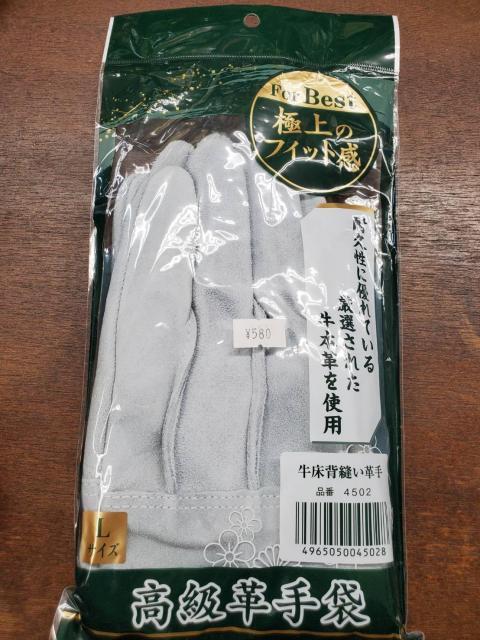 For Best
極上の
フィット感
耐久性に優れている
厳選された
牛本革を使用
¥580
牛床背縫い革手
品番 4502
4965050045028
L
サイズ
高級革手袋